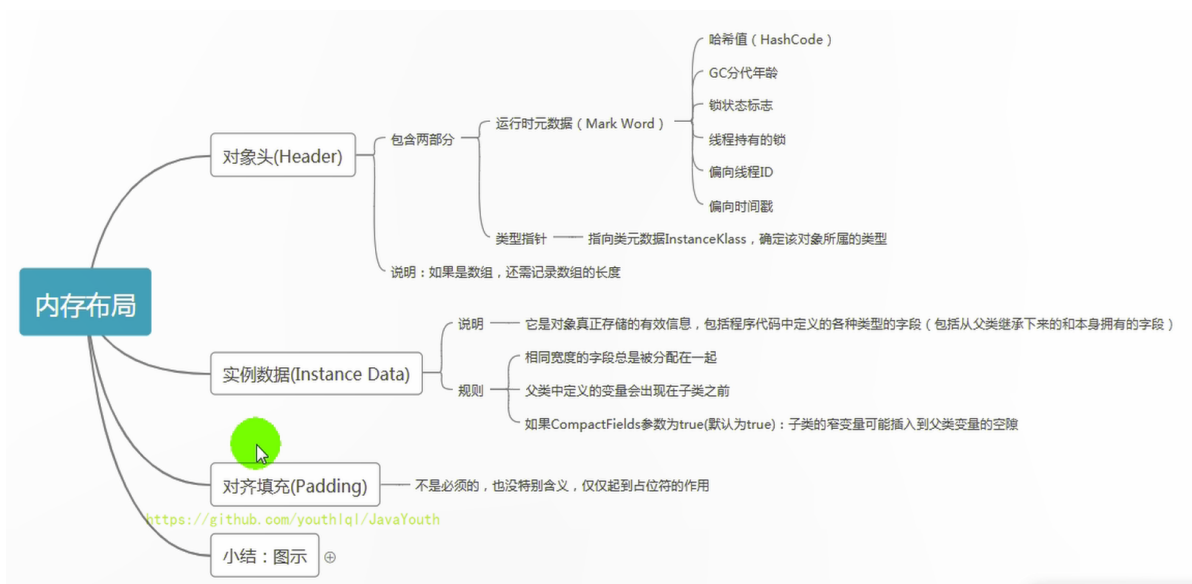 哈希值（HashCode）
GC分代年龄
锁状态标志
运行时元数据（Mark Word）
包含两部分
线程持有的锁
对象头(Header)
偏向线程ID
偏向时间戳
类型指针
指向类元数据InstanceKlass，确定该对象所属的类型
说明：如果是数组，还需记录数组的长度
内存布局
说明
它是对象真正存储的有效信息，包括程序代码中定义的各种类型的字段（包括从父类继承下来的和本身拥有的字段）
相同宽度的字段总是被分配在一起
实例数据(Instance Data)
规则
父类中定义的变量会出现在子类之前
如果CompactFields参数为true(默认为true)：子类的窄变量可能插入到父类变量的空隙
对齐填充(Padding)
不是必须的，也没特别含义，仅仅起到占位符的作用
https://github.com/youthlql/JavaYouth
小结：图示